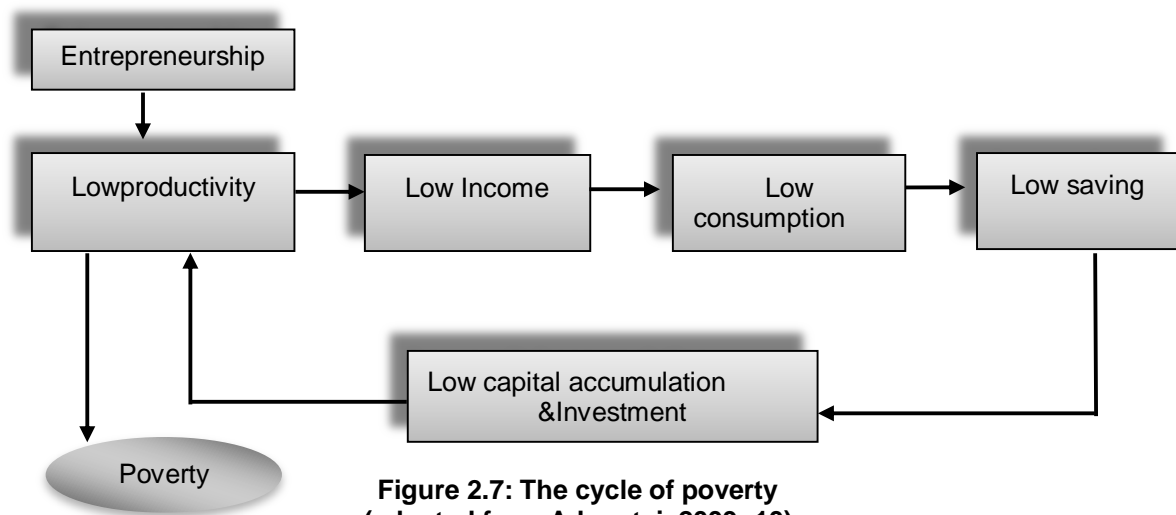 Entrepreneurship
Lowproductivity
Low Income
Low
consumption
Low saving
Low capital accumulation
&Investment
Poverty
Figure 2.7: The cycle of poverty